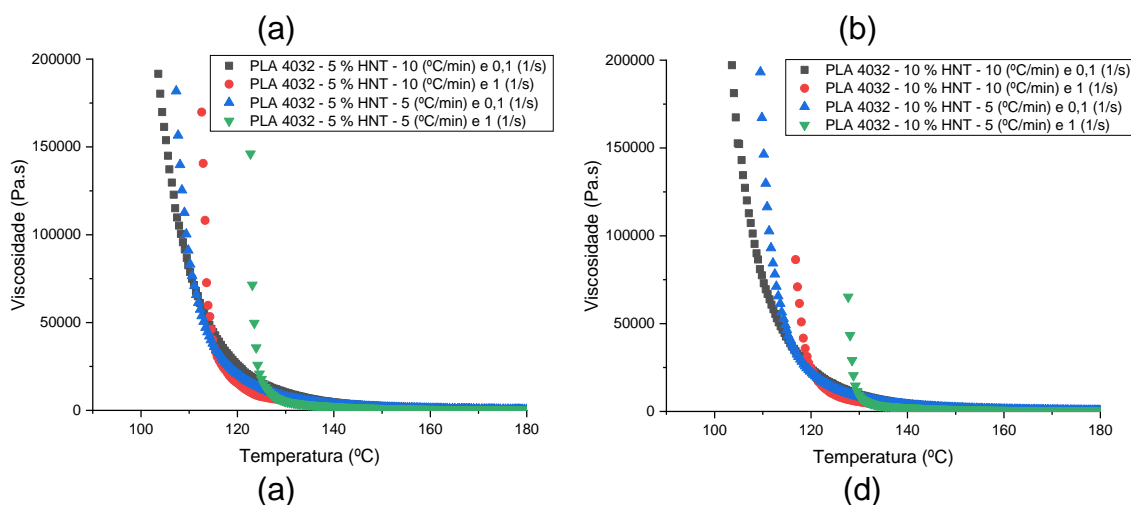 (a)
(b)
200000
150000
100000
50000
0
Viscosidade (Pa.s)
PLA 4032 - 5 % HNT - 10 (ºC/min) e 0,1 (1/s)
PLA 4032 - 5 % HNT - 10 (ºC/min) e 1 (1/s)
PLA 4032 - 5 % HNT - 5 (ºC/min) e 0,1 (1/s)
PLA 4032 - 5 % HNT - 5 (ºC/min) e 1 (1/s)
100 120 140 160 180
Temperatura (ºC)
(a)
200000
150000
100000
50000
0
Viscosidade (Pa.s)
PLA 4032 - 10 % HNT - 10 (ºC/min) e 0,1 (1/s)
PLA 4032 - 10 % HNT - 10 (ºC/min) e 1 (1/s)
PLA 4032 - 10 % HNT - 5 (ºC/min) e 0,1 (1/s)
PLA 4032 - 10 % HNT - 5 (ºC/min) e 1 (1/s)
100 120 140 160 180
Temperatura (ºC)
(d)